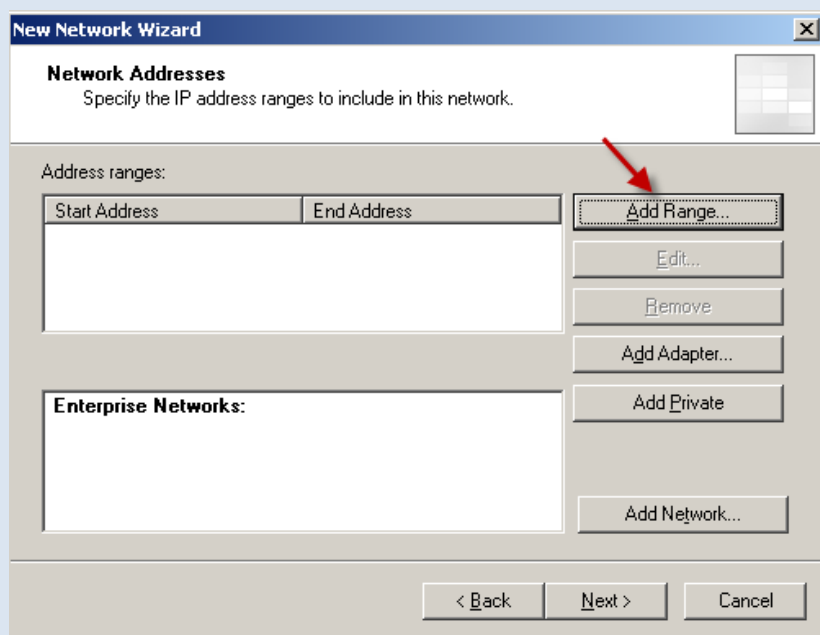 New Network Wizard
Network Addresses
Specify the IP address ranges to include in this network.
Address ranges:
Start Address End Address
Add Range...
Edit...
Remove
Add Adapter...
Enterprise Networks:
Add Private
Add Network...
< Back Next > Cancel